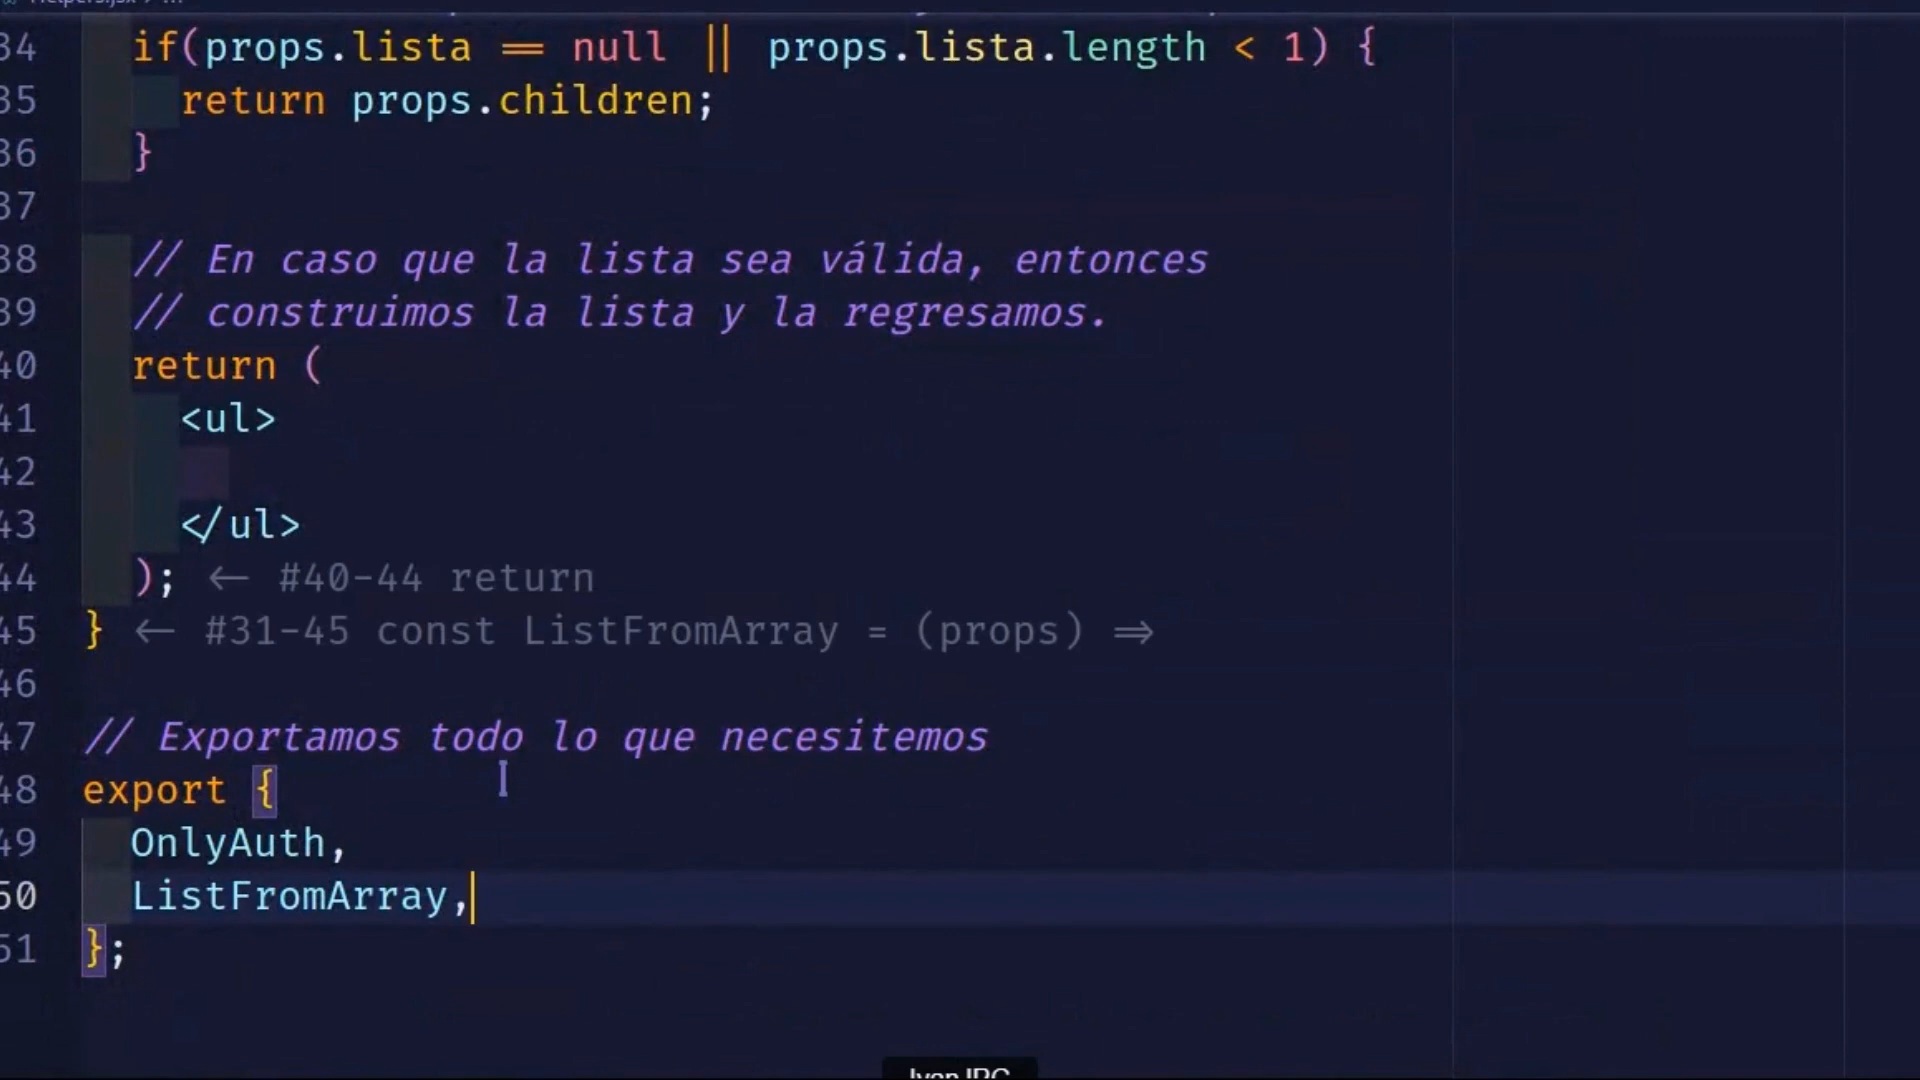 34 if(props.lista == null || props.lista.length < 1) {
35 return props.children;
36 }
37
38 // En caso que la lista sea válida, entonces
39 // construimos la lista y la regresamos.
40 return (
41 <ul>
42
43 </ul>
44 ); <- #40-44 return
45 } <- #31-45 const ListFromArray = (props) =>
46
47 // Exportamos todo lo que necesitemos
48 export {
49 OnlyAuth,
50 ListFromArray,
51 };